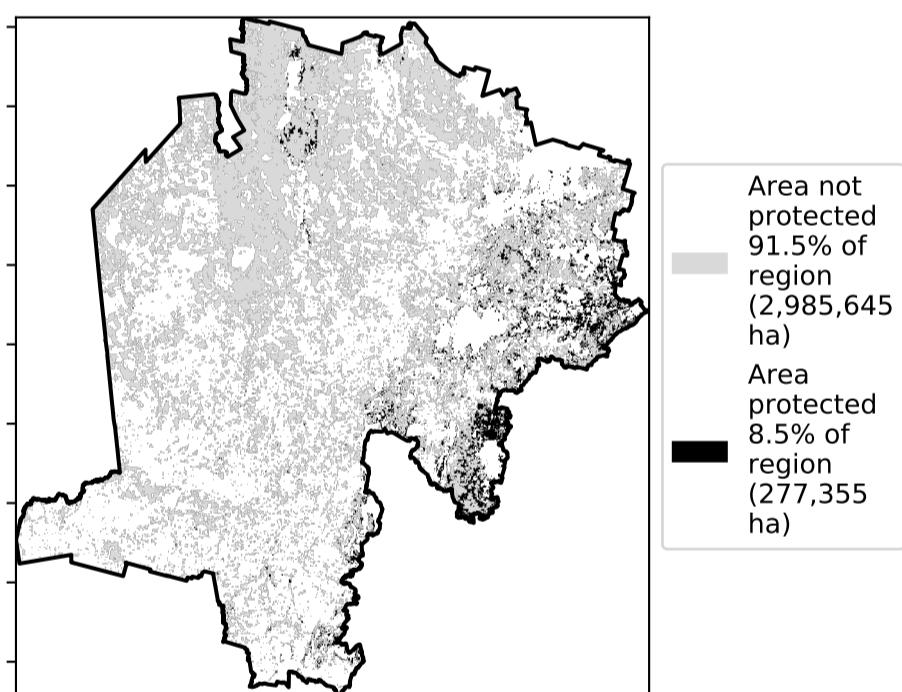 Area not
protected
91.5% of
region
(2,985,645
ha)
Area
protected
8.5% of
region
(277,355
ha)